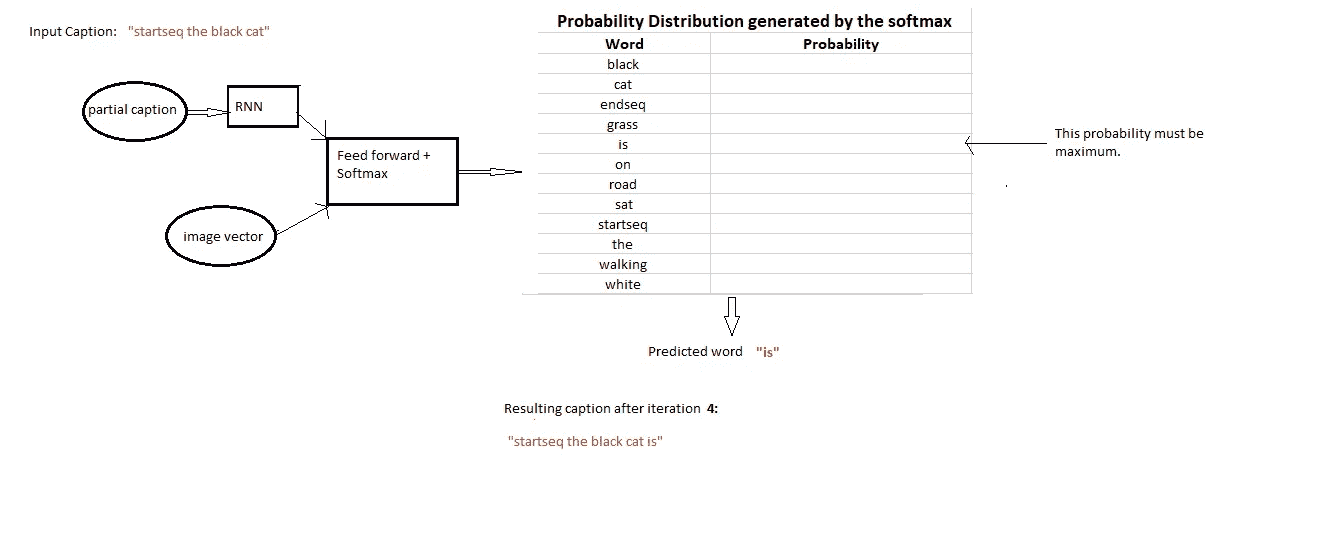 Input Caption: "startseq the black cat"
partial caption
RNN
Feed forward +
Softmax
image vector
Probability Distribution generated by the softmax
Word Probability
black
cat
endseq
grass
is
on
road
sat
startseq
the
walking
white
This probability must be
maximum.
Predicted word "is"
Resulting caption after iteration 4:
"startseq the black cat is"